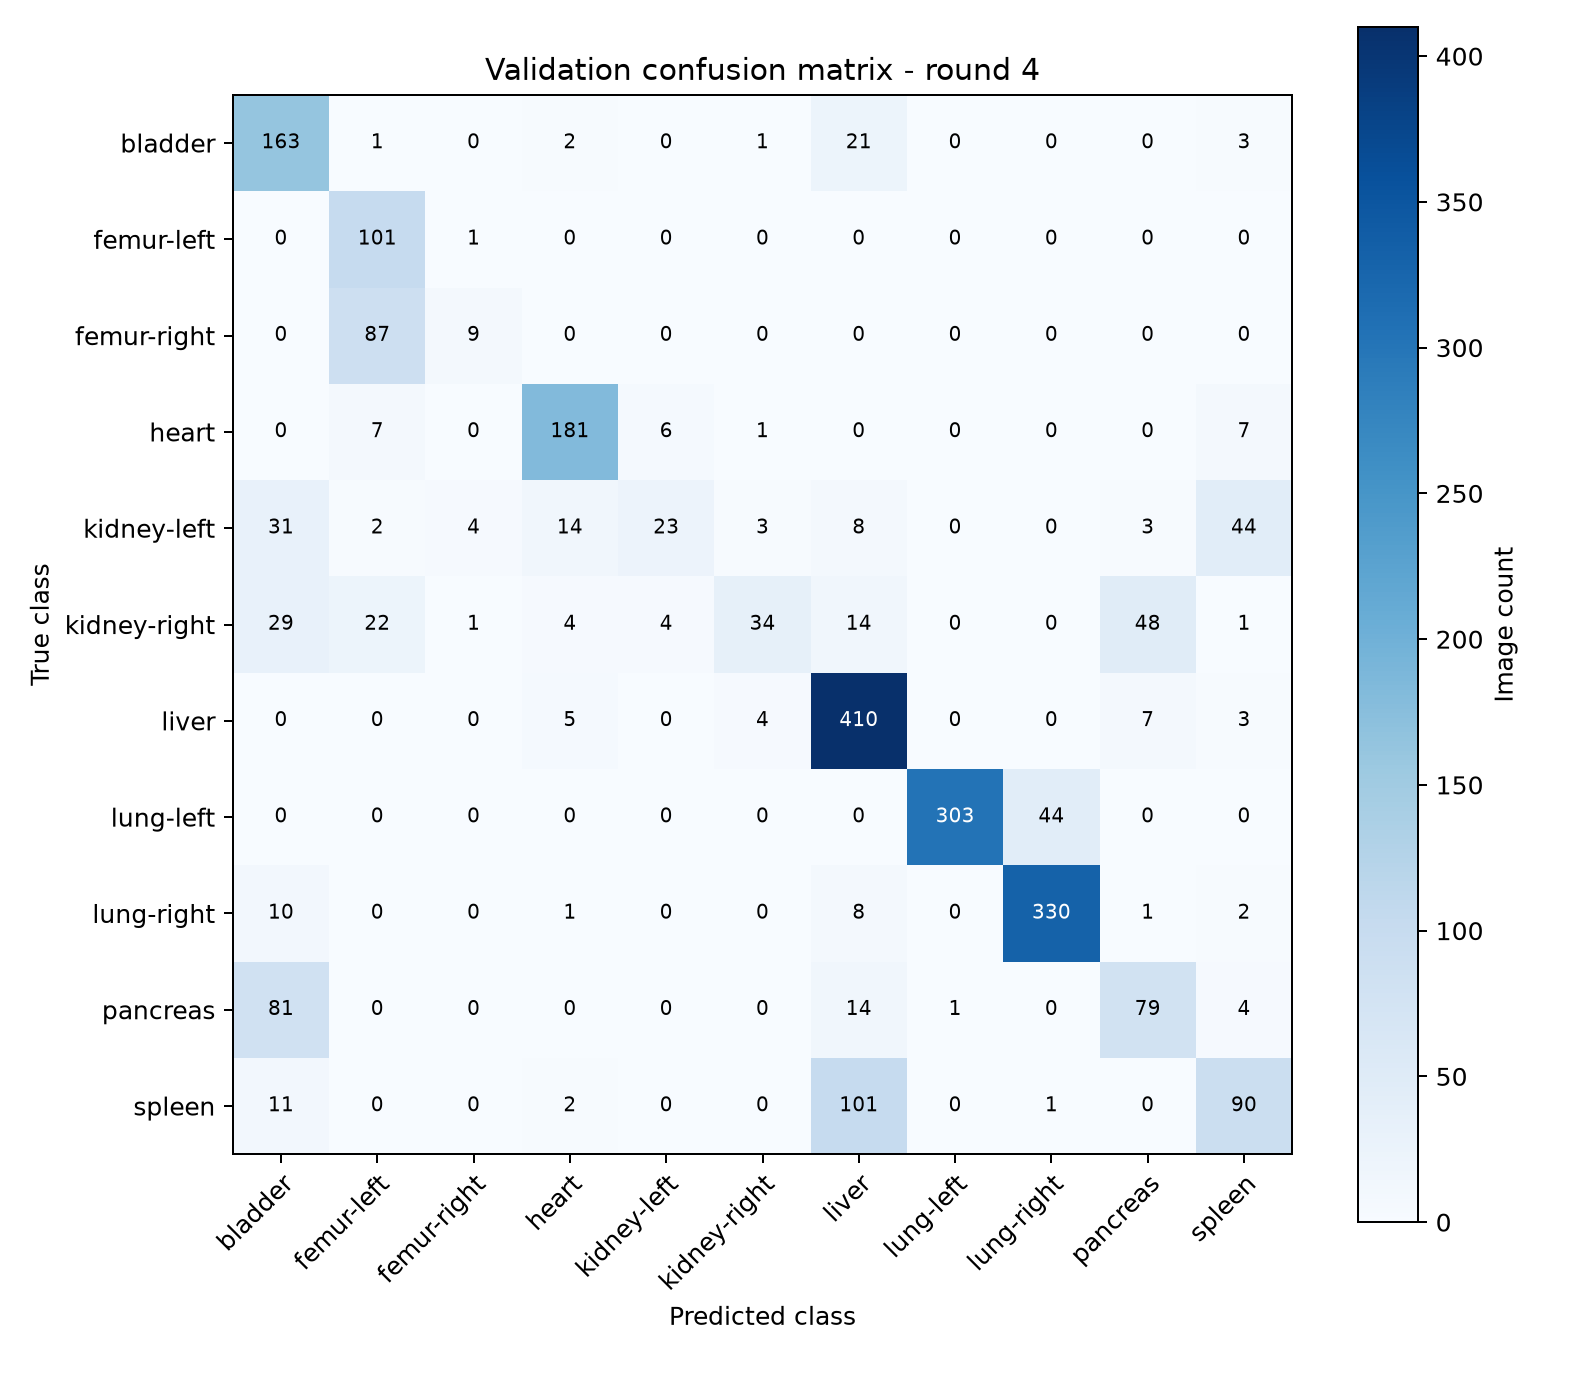 Validation confusion matrix - round 4
bladder 163 1 0 2 0 1 21 0 0 0 3
femur-left 0 101 1 0 0 0 0 0 0 0 0
femur-right 0 87 9 0 0 0 0 0 0 0 0
heart 0 7 0 181 6 1 0 0 0 0 7
kidney-left 31 2 4 14 23 3 8 0 0 3 44
kidney-right 29 22 1 4 4 34 14 0 0 48 1
liver 0 0 0 5 0 4 410 0 0 7 3
lung-left 0 0 0 0 0 0 0 303 44 0 0
lung-right 10 0 0 1 0 0 8 0 330 1 2
pancreas 81 0 0 0 0 0 14 1 0 79 4
spleen 11 0 0 2 0 0 101 0 1 0 90
bladder femur-left femur-right heart kidney-left kidney-right liver lung-left lung-right pancreas spleen
Predicted class
True class
400
350
300
250
200
150
100
50
0
Image count